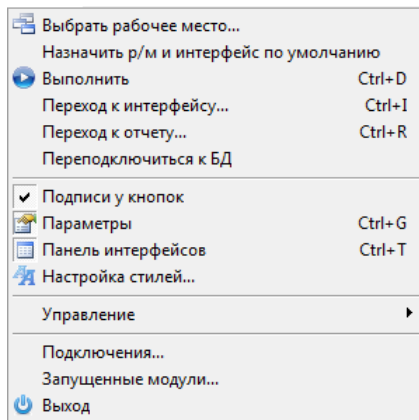 Выбрать рабочее место...
Назначить р/м и интерфейс по умолчанию
Выполнить Ctrl+D
Переход к интерфейсу... Ctrl+I
Переход к отчету... Ctrl+R
Переподключиться к БД
Подписи у кнопок
Параметры Ctrl+G
Панель интерфейсов Ctrl+T
Настройка стилей...
Управление
Подключения...
Запущенные модули...
Выход